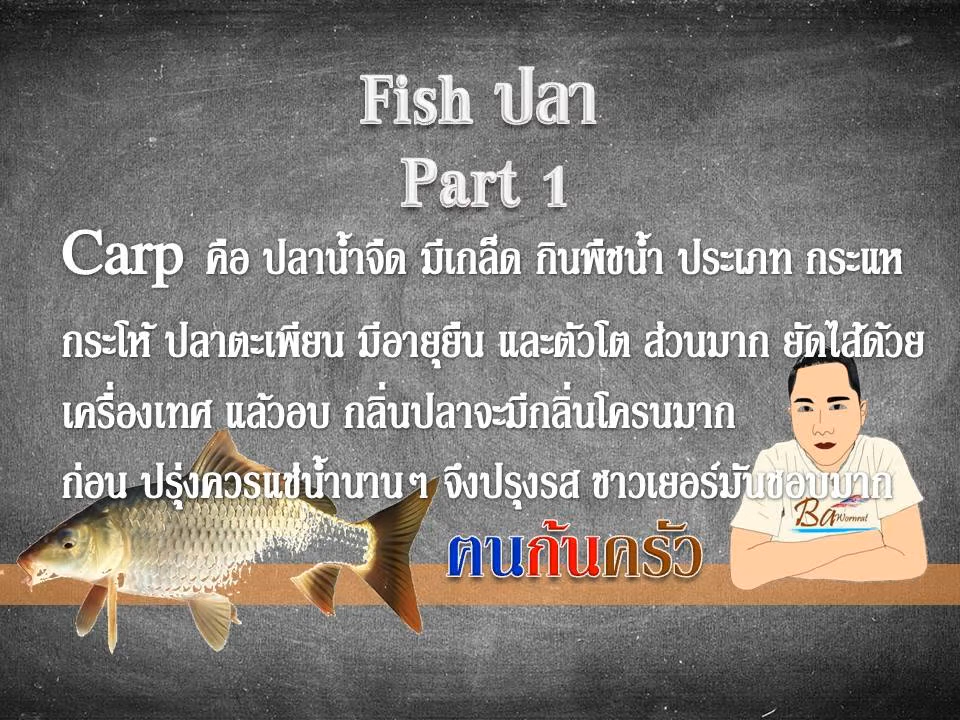 Fish ปลา
Part 1
Carp คือ ปลาน้ำจืด มีเกล็ด กินพืชน้ำ ประเภท กระแห
กระโห้ ปลาตะเพียน มีอายุยืน และตัวโต ส่วนมาก ยัดไส้ด้วย
เครื่องเทศ แล้วอบ กลิ่นปลาจะมีกลิ่นโครนมาก
ก่อน ปรุ่งควรแช่น้ำนานๆ จึงปรุงรส ชาวเยอร์มันชอบมาก
Ba Wornrat
ฅนก้นครัว